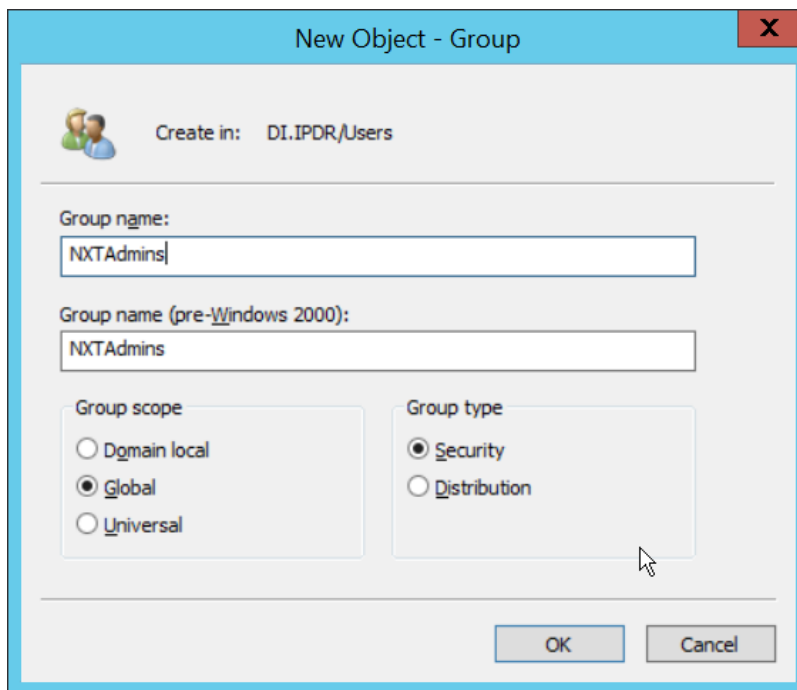 New Object - Group
X
Create in: DI.IPDR/Users
Group name:
NXTAdmins
Group name (pre-Windows 2000):
NXTAdmins
Group scope
Domain local
Global
Universal
Group type
Security
Distribution
OK
Cancel